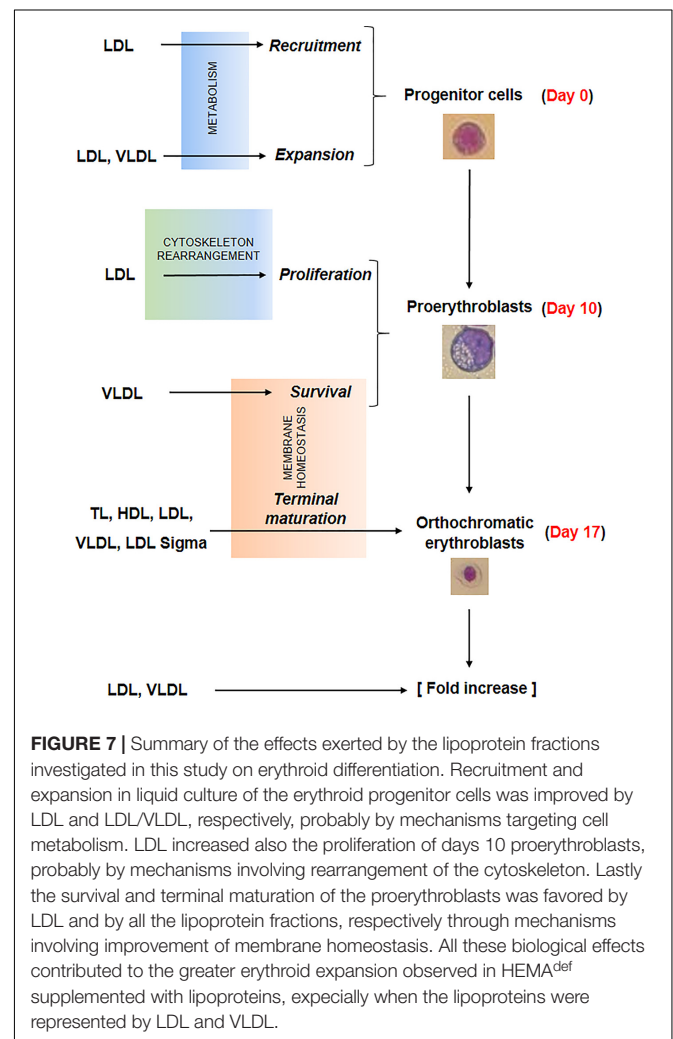 LDL
Recruitment
METABOLISM
LDL, VLDL
Expansion
Progenitor cells (Day 0)
CYTOSKELETON
REARRANGEMENT
LDL
Proliferation
Proerythroblasts (Day 10)
VLDL
Survival
MEMBRANE
HOMEOSTASIS
Terminal
maturation
TL, HDL, LDL,
VLDL, LDL Sigma
Orthochromatic
erythroblasts
(Day 17)
LDL, VLDL
[ Fold increase ]
FIGURE 7 | Summary of the effects exerted by the lipoprotein fractions
investigated in this study on erythroid differentiation. Recruitment and
expansion in liquid culture of the erythroid progenitor cells was improved by
LDL and LDL/VLDL, respectively, probably by mechanisms targeting cell
metabolism. LDL increased also the proliferation of days 10 proerythroblasts,
probably by mechanisms involving rearrangement of the cytoskeleton. Lastly
the survival and terminal maturation of the proerythroblasts was favored by
LDL and by all the lipoprotein fractions, respectively through mechanisms
involving improvement of membrane homeostasis. All these biological effects
contributed to the greater erythroid expansion observed in HEMAdef
supplemented with lipoproteins, expecially when the lipoproteins were
represented by LDL and VLDL.